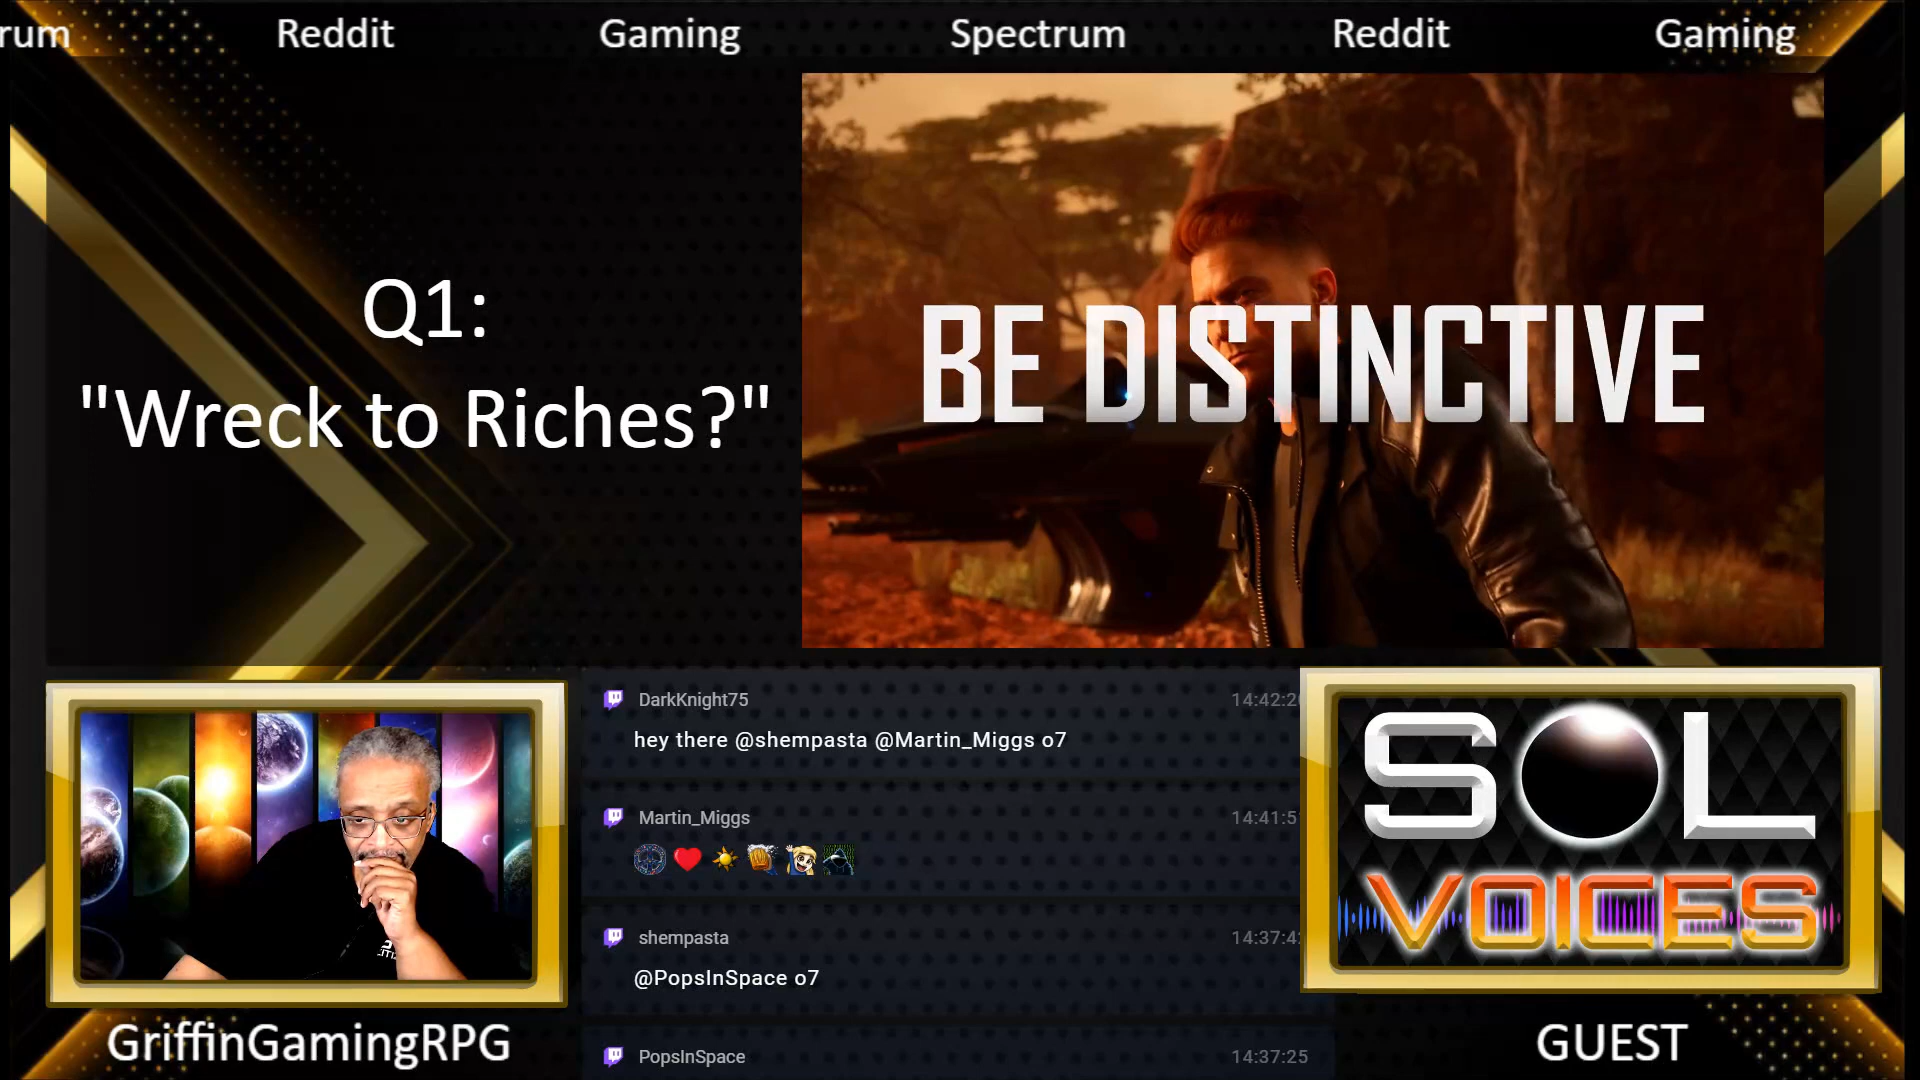 rum Reddit Gaming Spectrum Reddit Gaming
Q1:
"Wreck to Riches?"
BE DISTINCTIVE
DarkKnight75
hey there @shempasta @Martin_Miggs o7
Martin_Miggs
shempasta
@PopsInSpace o7
PopsInSpace 14:37:25
SOL
VOICES
GriffinGamingRPG
GUEST